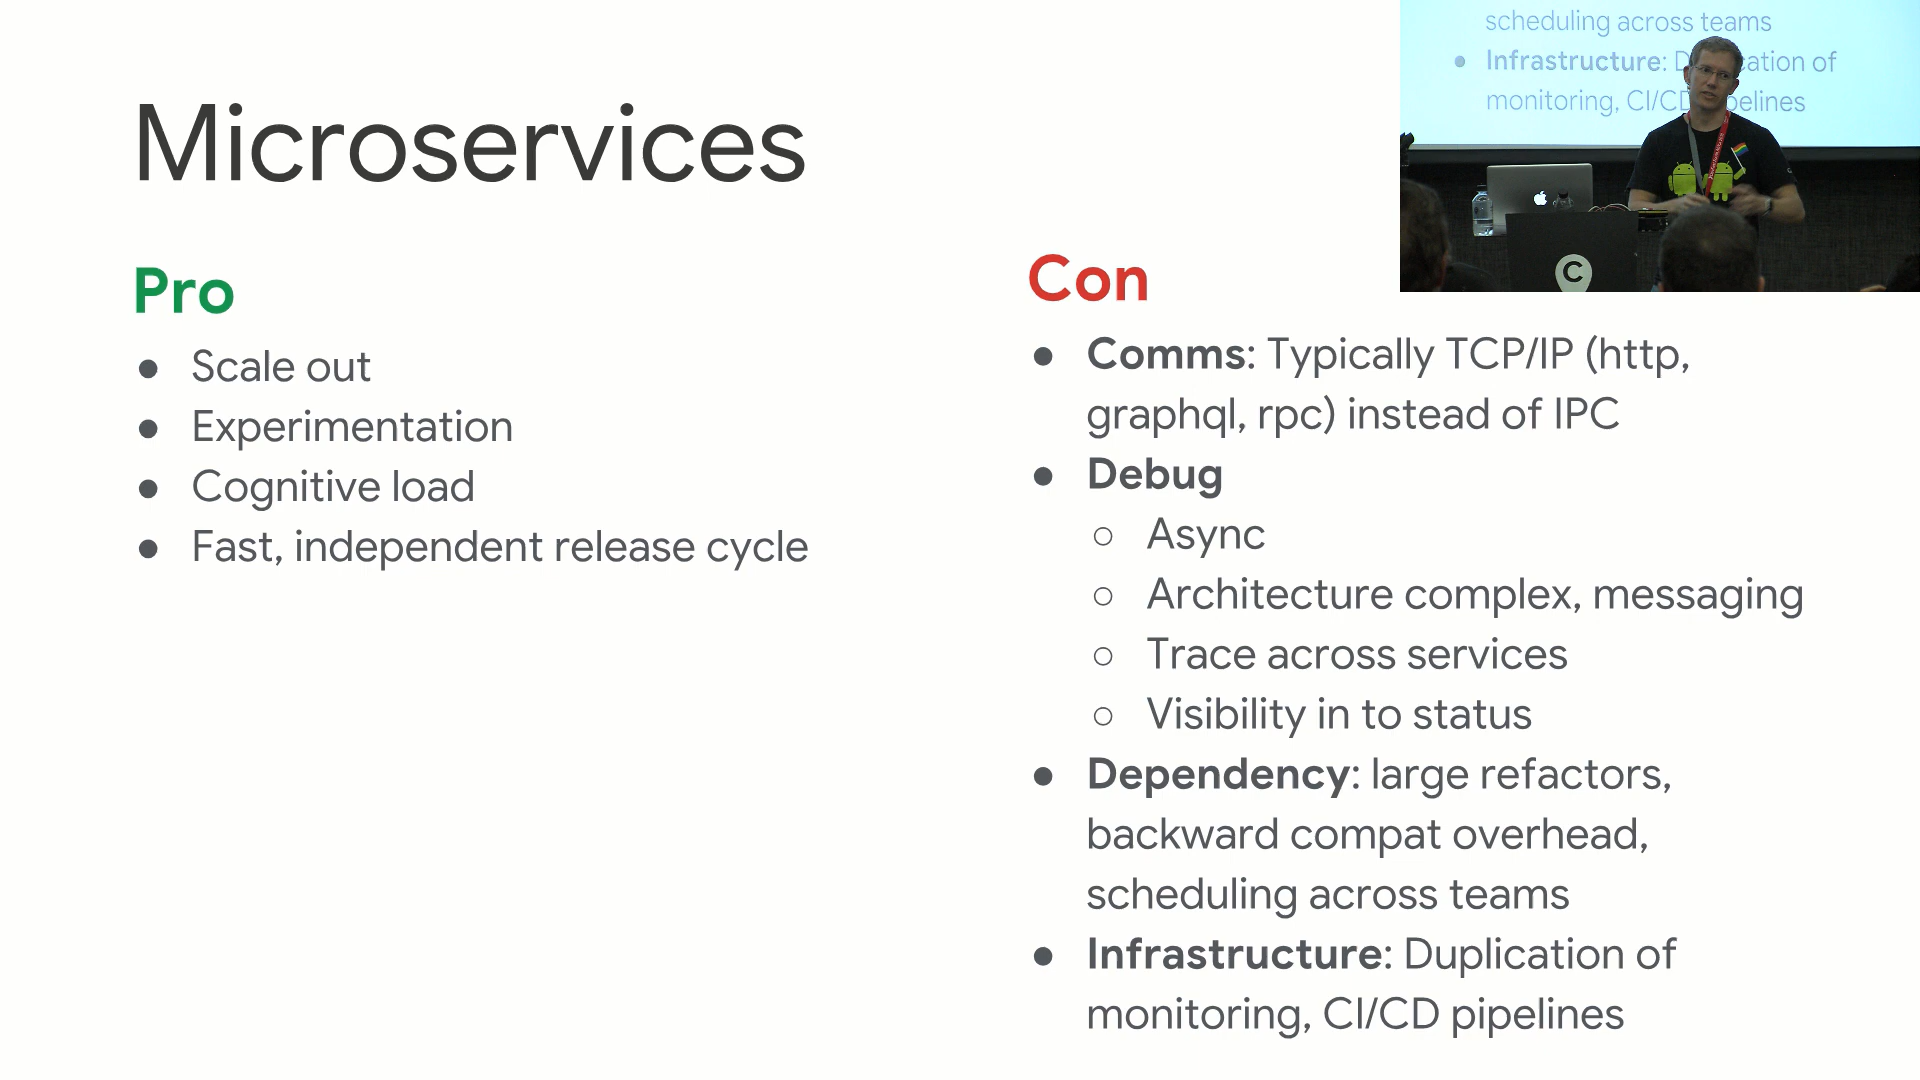 Microservices
Pro
● Scale out
● Experimentation
● Cognitive load
● Fast, independent release cycle
Con
● Comms: Typically TCP/IP (http,
graphql, rpc) instead of IPC
● Debug
○ Async
○ Architecture complex, messaging
○ Trace across services
○ Visibility in to status
● Dependency: large refactors,
backward compat overhead,
scheduling across teams
● Infrastructure: Duplication of
monitoring, CI/CD pipelines
scheduling across teams
● Infrastructure: D cation of
monitoring, CI/CD pelines
C